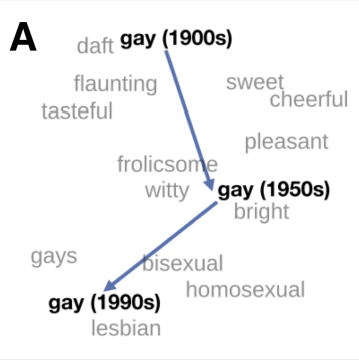 A
daft gay (1900s)
flaunting
sweet
tasteful
cheerful
pleasant
frolicsome
witty
gay (1950s)
bright
gays
bisexual
homosexual
gay (1990s)
lesbian